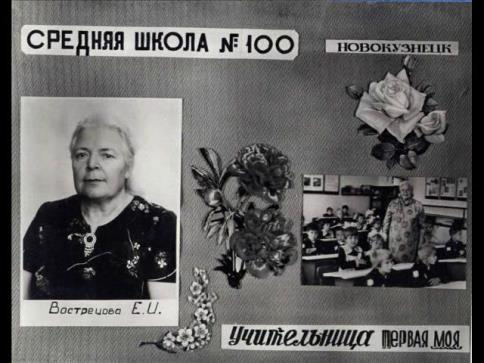 СРЕДНЯЯ ШКОЛА № 100
НОВОКУЗНЕЦК
Вострецова Е.И.
УЧИТЕЛЬНИЦА ПЕРВАЯ МОЯ